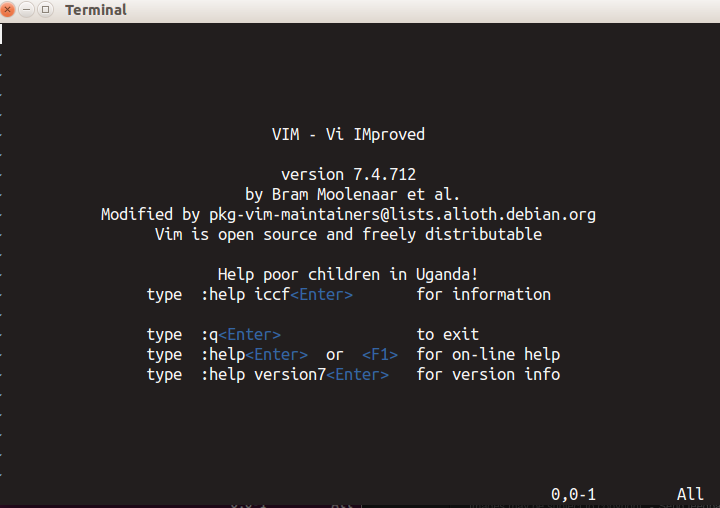 Terminal
VIM - Vi IMproved
version 7.4.712
by Bram Moolenaar et al.
Modified by pkg-vim-maintainers@lists.alioth.debian.org
Vim is open source and freely distributable
Help poor children in Uganda!
type :help iccf<Enter> for information
type :q<Enter> to exit
type :help<Enter> or <F1> for on-line help
type :help version7<Enter> for version info
0,0-1 All